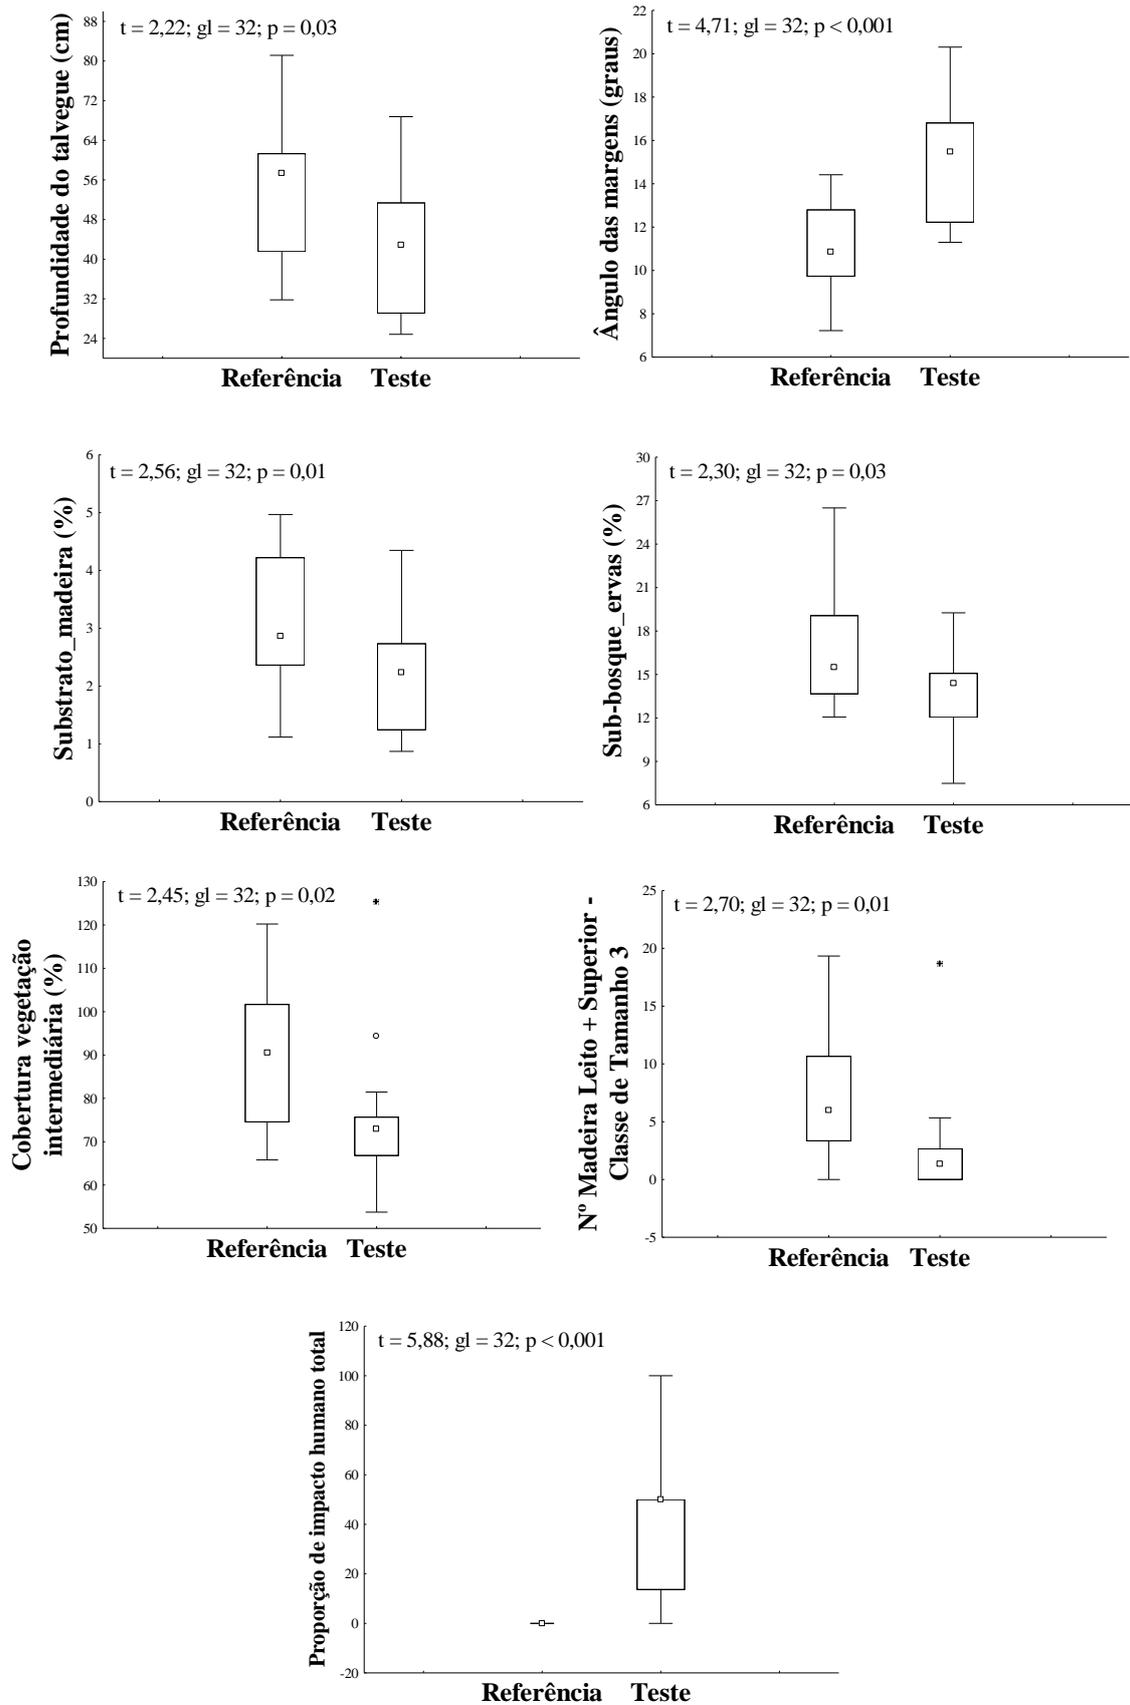 t = 2,22; gl = 32; p = 0,03
Profundidade do talvegue (cm)
88
80
72
64
56
48
40
32
24
Referência Teste
t = 4,71; gl = 32; p < 0,001
Ângulo das margens (graus)
22
20
18
16
14
12
10
8
6
Referência Teste
t = 2,56; gl = 32; p = 0,01
Substrato_madeira (%)
6
5
4
3
2
1
0
Referência Teste
t = 2,30; gl = 32; p = 0,03
Sub-bosque_ervas (%)
30
27
24
21
18
15
12
9
6
Referência Teste
t = 2,45; gl = 32; p = 0,02
Cobertura vegetação
intermediária (%)
130
120
110
100
90
80
70
60
50
Referência Teste
t = 2,70; gl = 32; p = 0,01
Nº Madeira Leito + Superior -
Classe de Tamanho 3
25
20
15
10
5
0
-5
Referência Teste
t = 5,88; gl = 32; p < 0,001
Proporção de impacto humano total
120
100
80
60
40
20
0
-20
Referência Teste